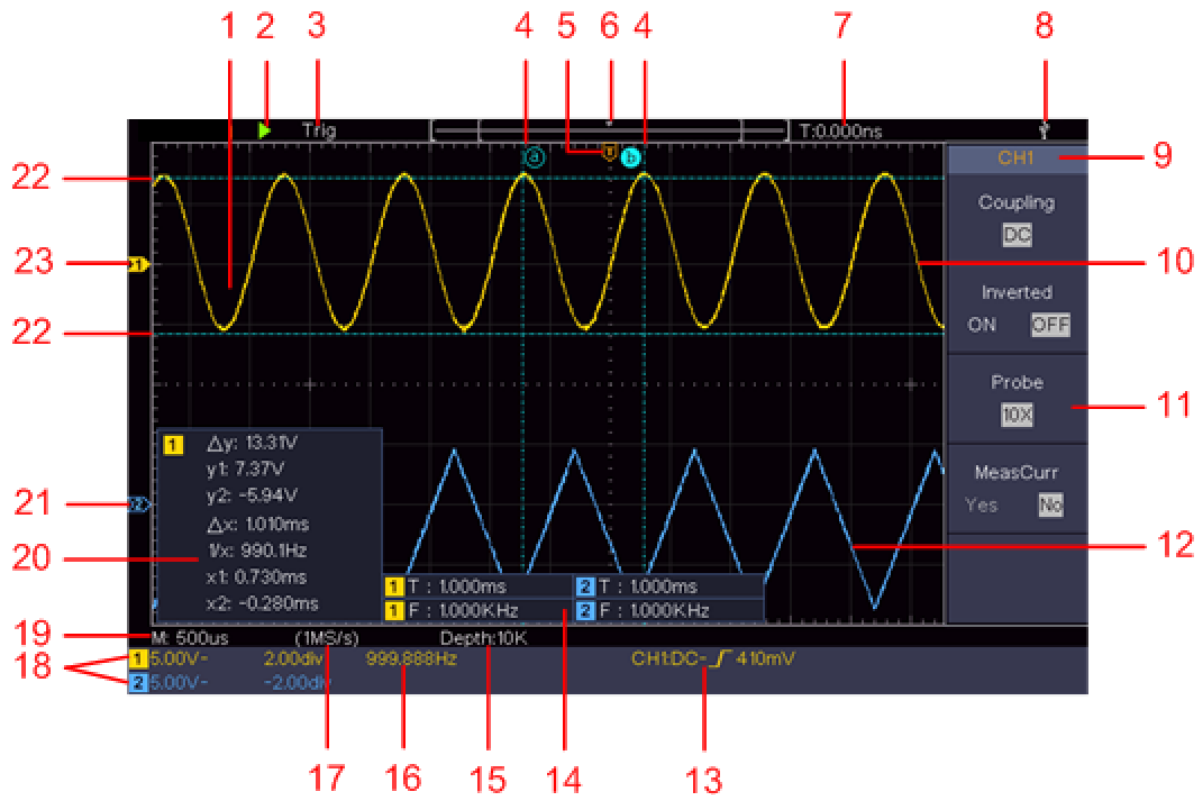 1 2 3 4 5 6 4 7 8
Trig T:0.000ns
a T b
CH1 9
22
Coupling
DC
23 1 10
Inverted
ON OFF
22
Probe
10X 11
1 Δy: 13.31V
y1: 7.37V
y2: -5.94V
Δx: 1.010ms
1/x: 990.1Hz
x1: 0.730ms
x2: -0.280ms
MeasCurr
Yes No
21 2
20
12
1 T : 1.000ms 2 T : 1.000ms
1 F : 1.000KHz 2 F : 1.000KHz
19 M: 500us (1MS/s) Depth:10K
18 1 5.00V- 2.00div 999.888Hz CH1:DC- 410mV
2 5.00V- -2.00div
17 16 15 14 13